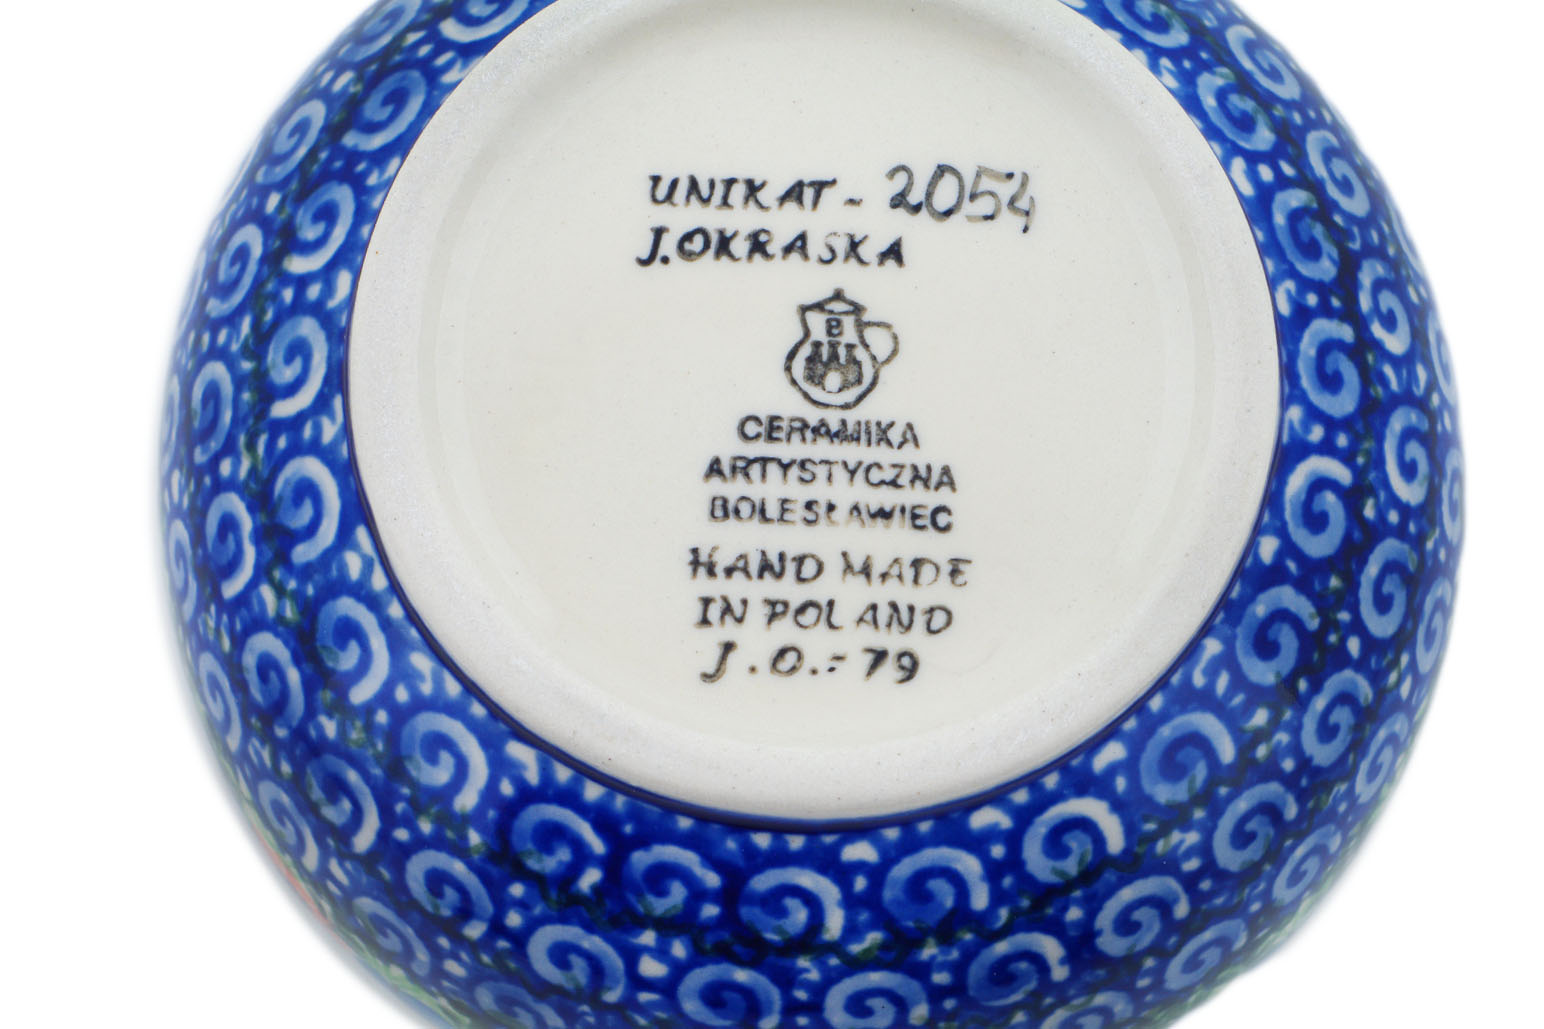 UNIKAT - 2054
J. OKRASKA
B
CERAMIKA
ARTYSTYCZNA
BOLESŁAWIEC
HAND MADE
IN POLAND
J.O.= 79